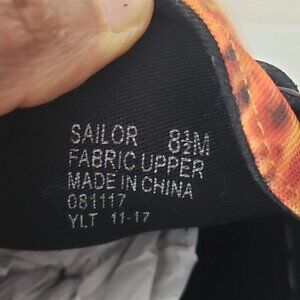 SAILOR 8½M
FABRIC UPPER
MADE IN CHINA
081117
YLT 11-17